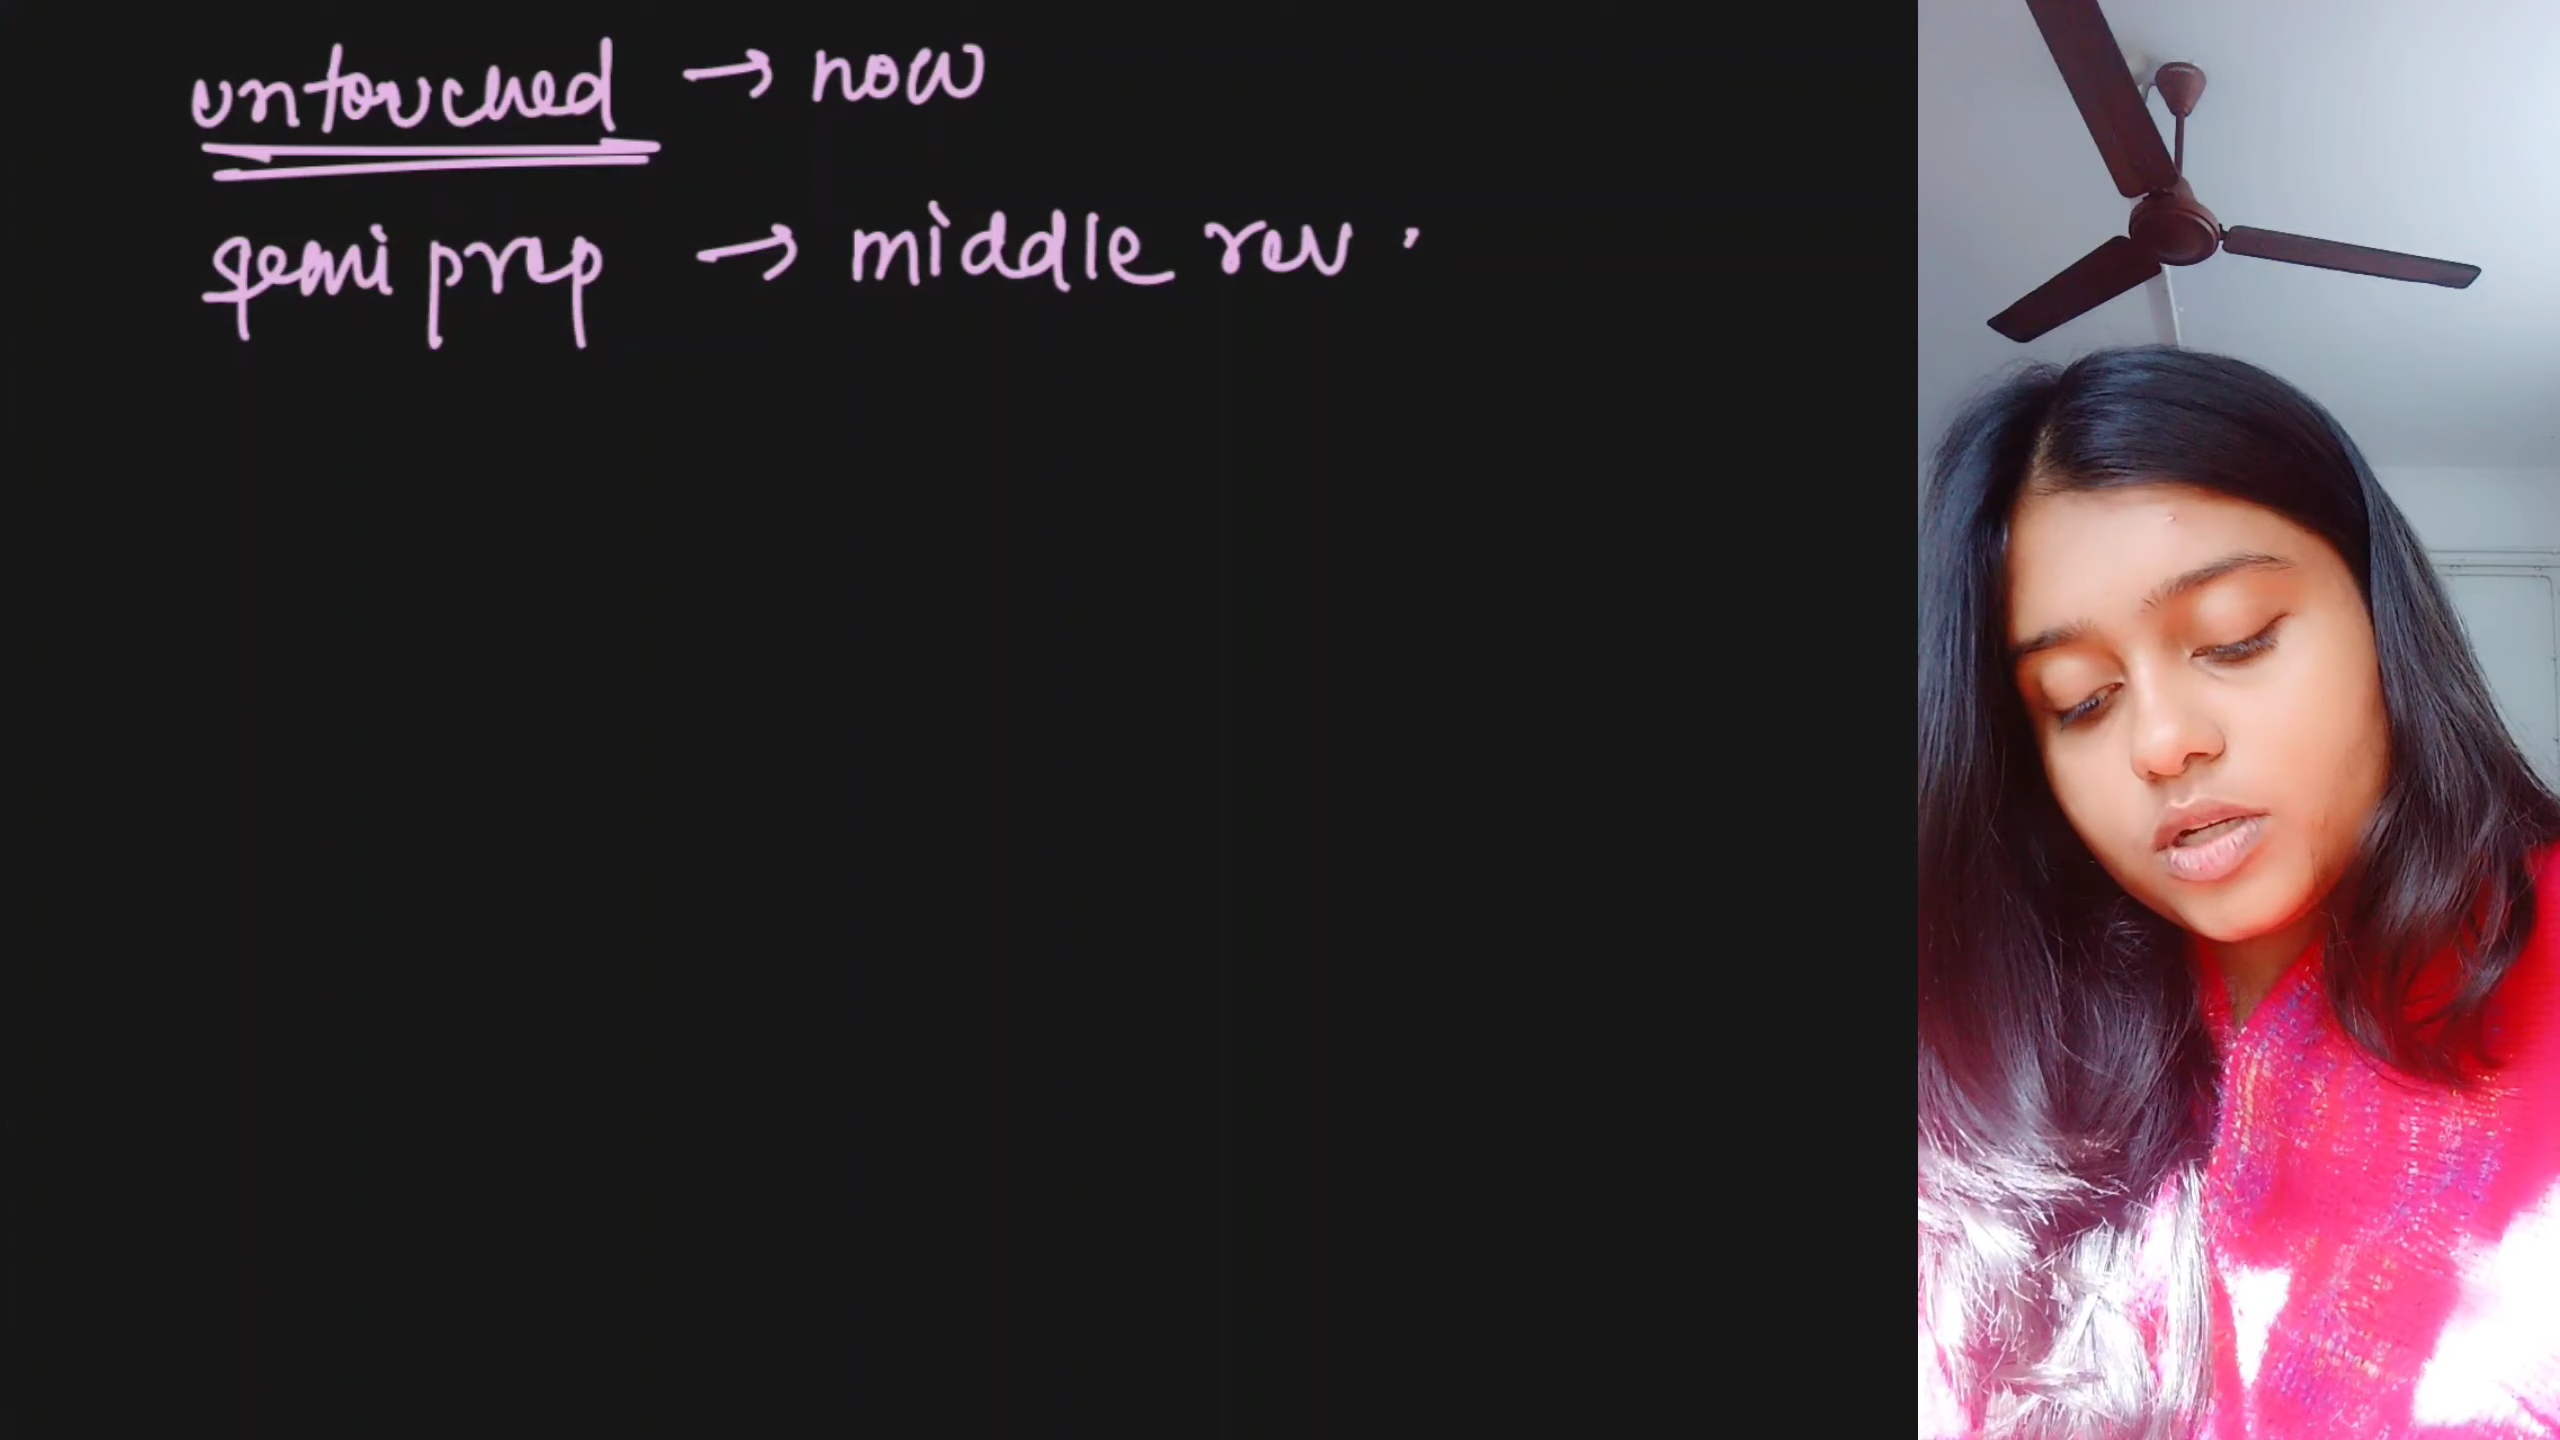 untouched → now
semi prep → middle rev.